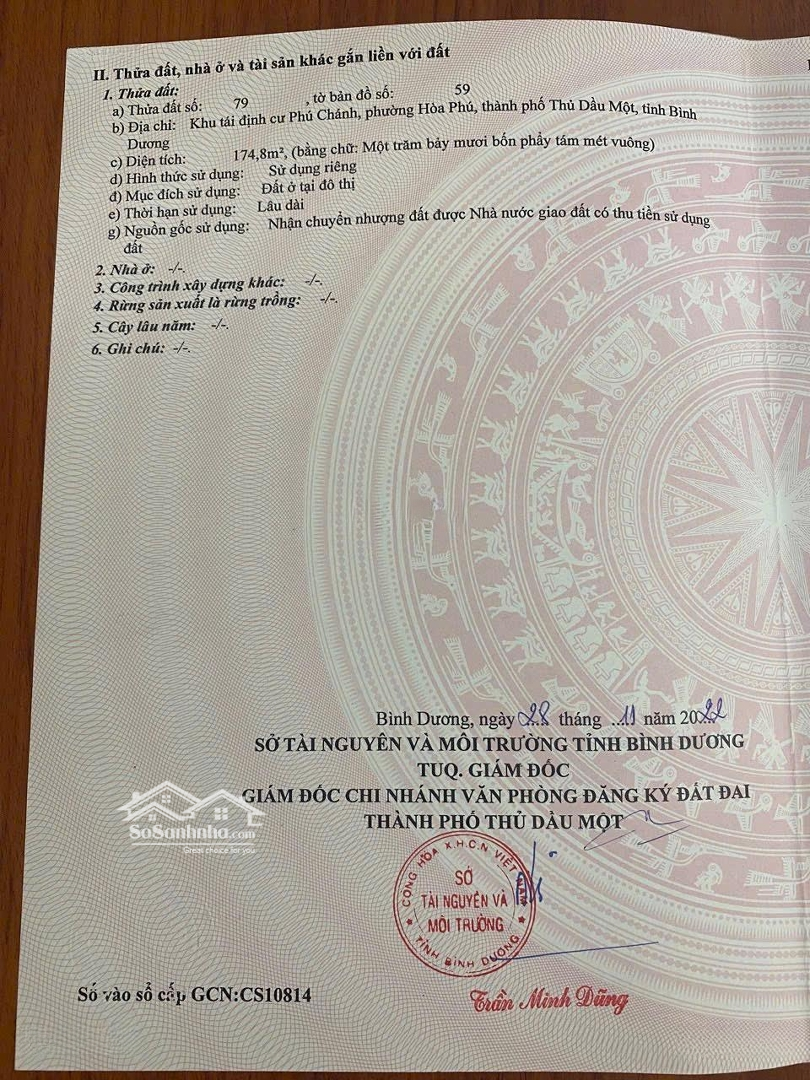 II. Thửa đất, nhà ở và tài sản khác gắn liền với đất
1. Thửa đất:
a) Thửa đất số: 79 , tờ bản đồ số: 59
b) Địa chỉ: Khu tái định cư Phú Chánh, phường Hòa Phú, thành phố Thủ Dầu Một, tỉnh Bình
Dương
c) Diện tích: 174,8m², (bằng chữ: Một trăm bảy mươi bốn phẩy tám mét vuông)
d) Hình thức sử dụng: Sử dụng riêng
đ) Mục đích sử dụng: Đất ở tại đô thị
e) Thời hạn sử dụng: Lâu dài
g) Nguồn gốc sử dụng: Nhận chuyển nhượng đất được Nhà nước giao đất có thu tiền sử dụng
đất
2. Nhà ở: -/-.
3. Công trình xây dựng khác: -/-.
4. Rừng sản xuất là rừng trồng: -/-.
5. Cây lâu năm: -/-.
6. Ghi chú: -/-.
Bình Dương, ngày 28 tháng ..11 năm 2022
SỞ TÀI NGUYÊN VÀ MÔI TRƯỜNG TỈNH BÌNH DƯƠNG
TUQ. GIÁM ĐỐC
GIÁM ĐỐC CHI NHÁNH VĂN PHÒNG ĐĂNG KÝ ĐẤT ĐAI
THÀNH PHỐ THỦ DẦU MỘT
SoSanhnha.com
Great choice for you
CỘNG HÒA X.H.C.N VIỆT NAM
SỞ
TÀI NGUYÊN VÀ
MÔI TRƯỜNG
TỈNH BÌNH DƯƠNG
Số vào sổ cấp GCN:CS10814
Trần Minh Dũng